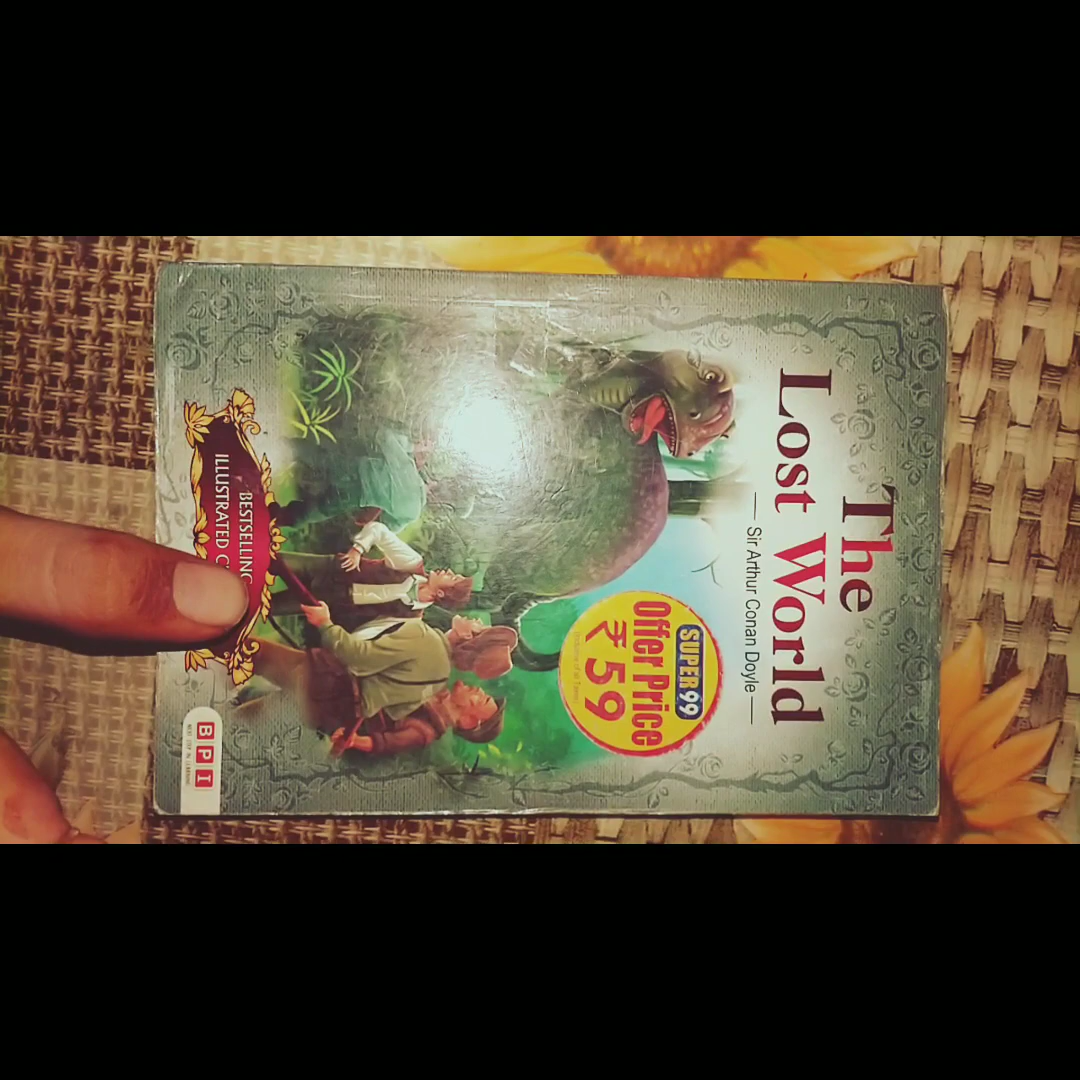 The
Lost World
Sir Arthur Conan Doyle
SUPER 99
Offer Price
₹ 59
BESTSELLING
ILLUSTRATED
BPI